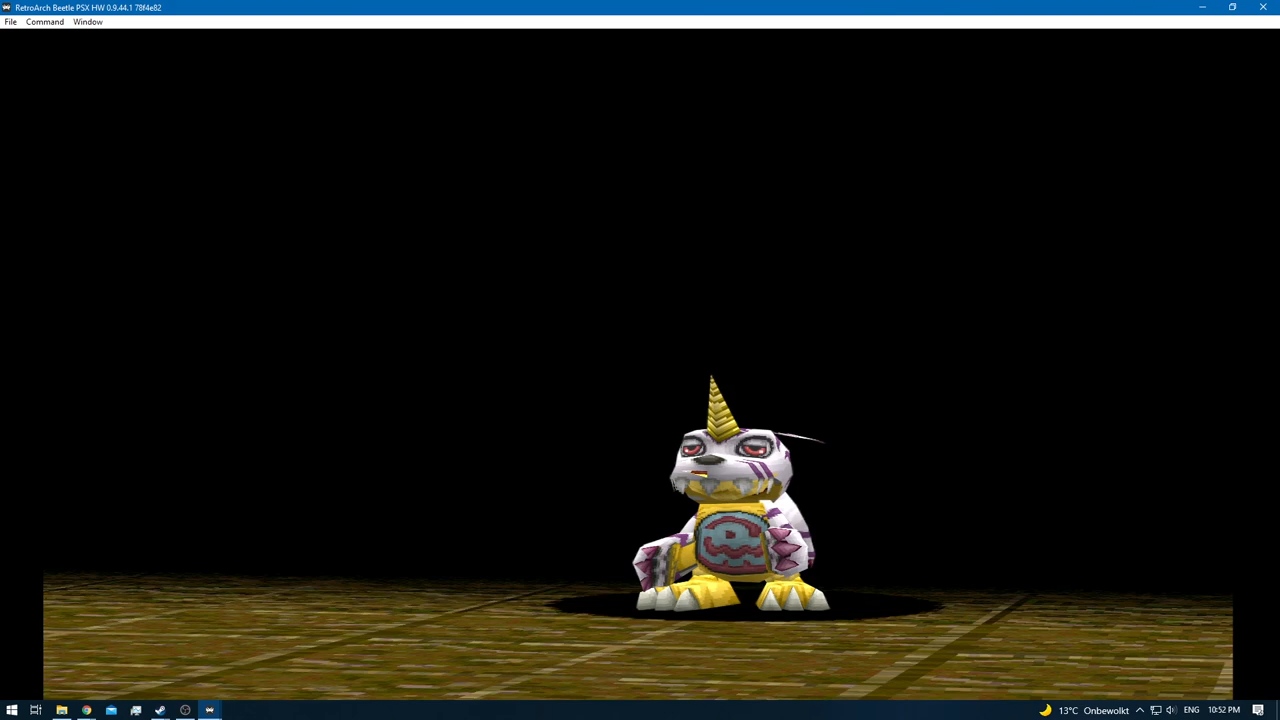 RetroArch Beetle PSX HW 0.9.44.1 78f4e82
File Command Window
13°C Onbewolkt ENG 10:52 PM